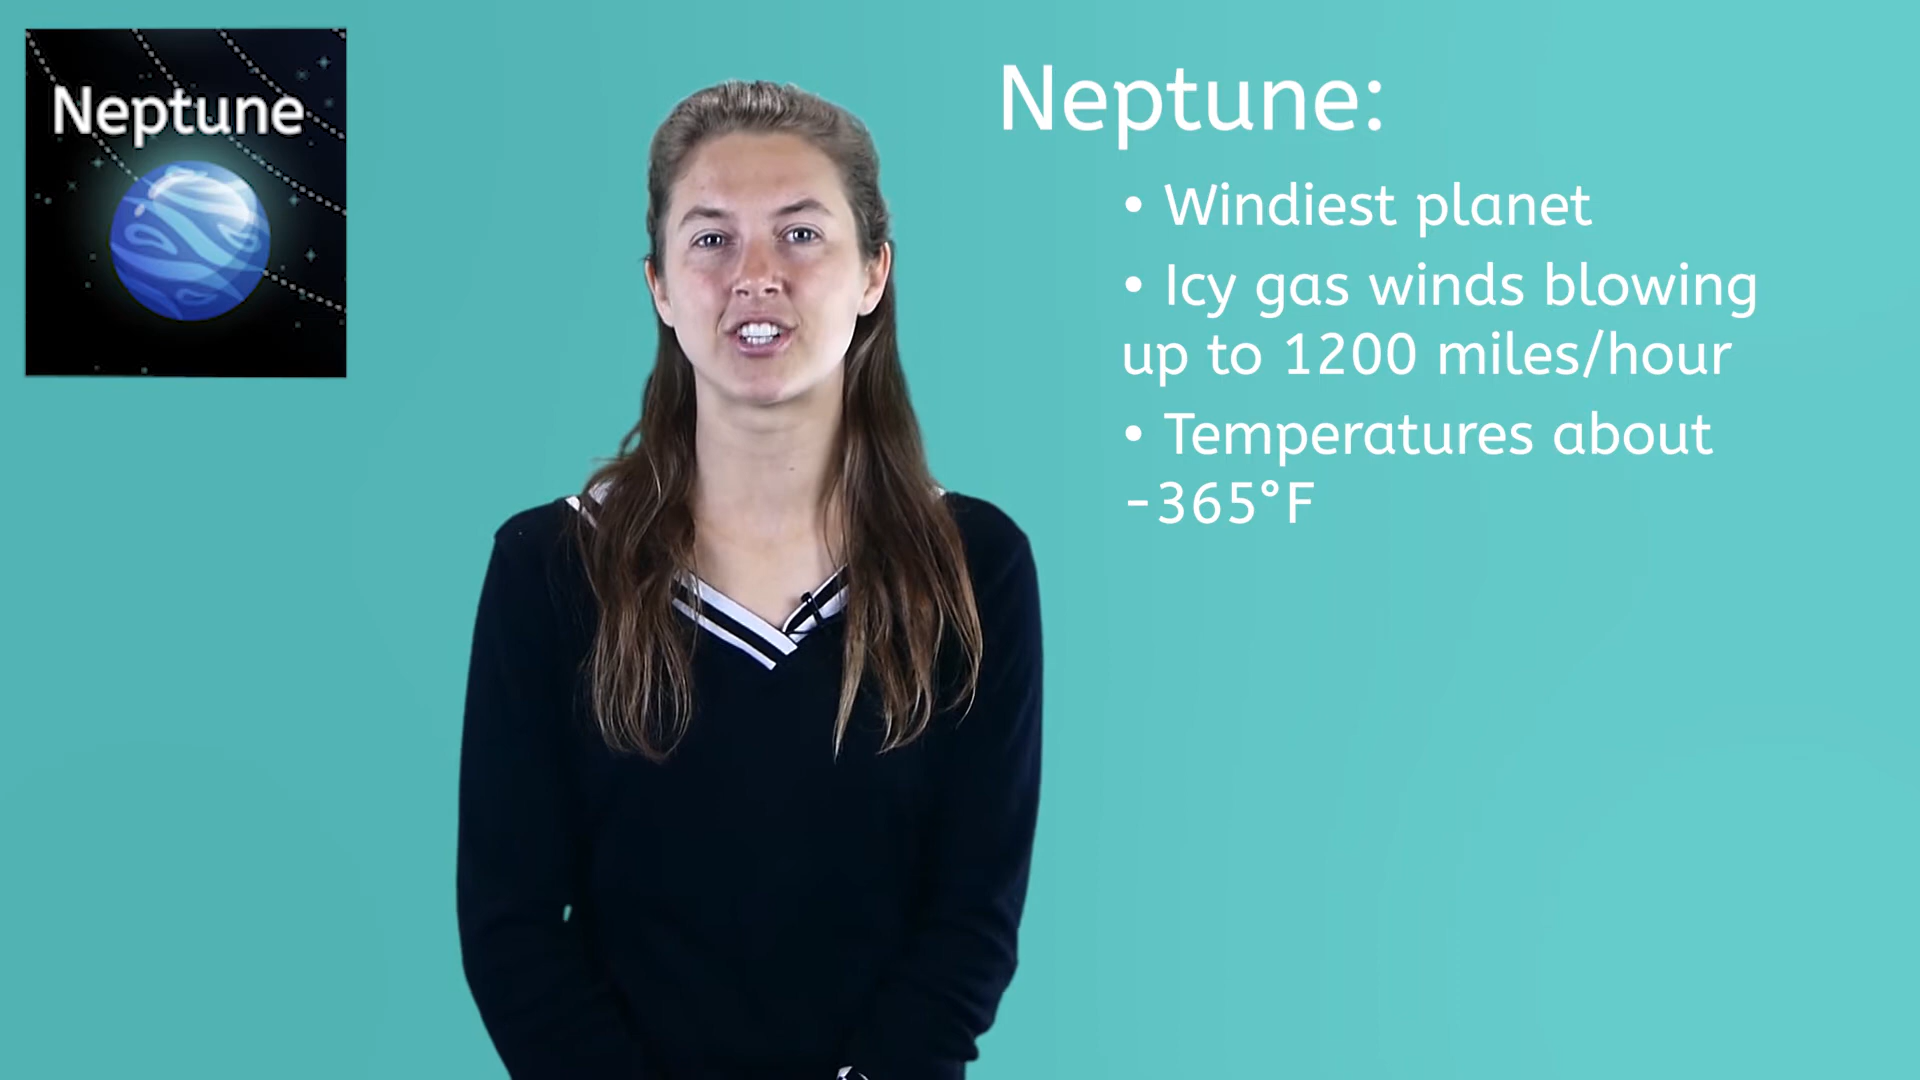 Neptune
Neptune:
• Windiest planet
• Icy gas winds blowing
up to 1200 miles/hour
• Temperatures about
-365°F